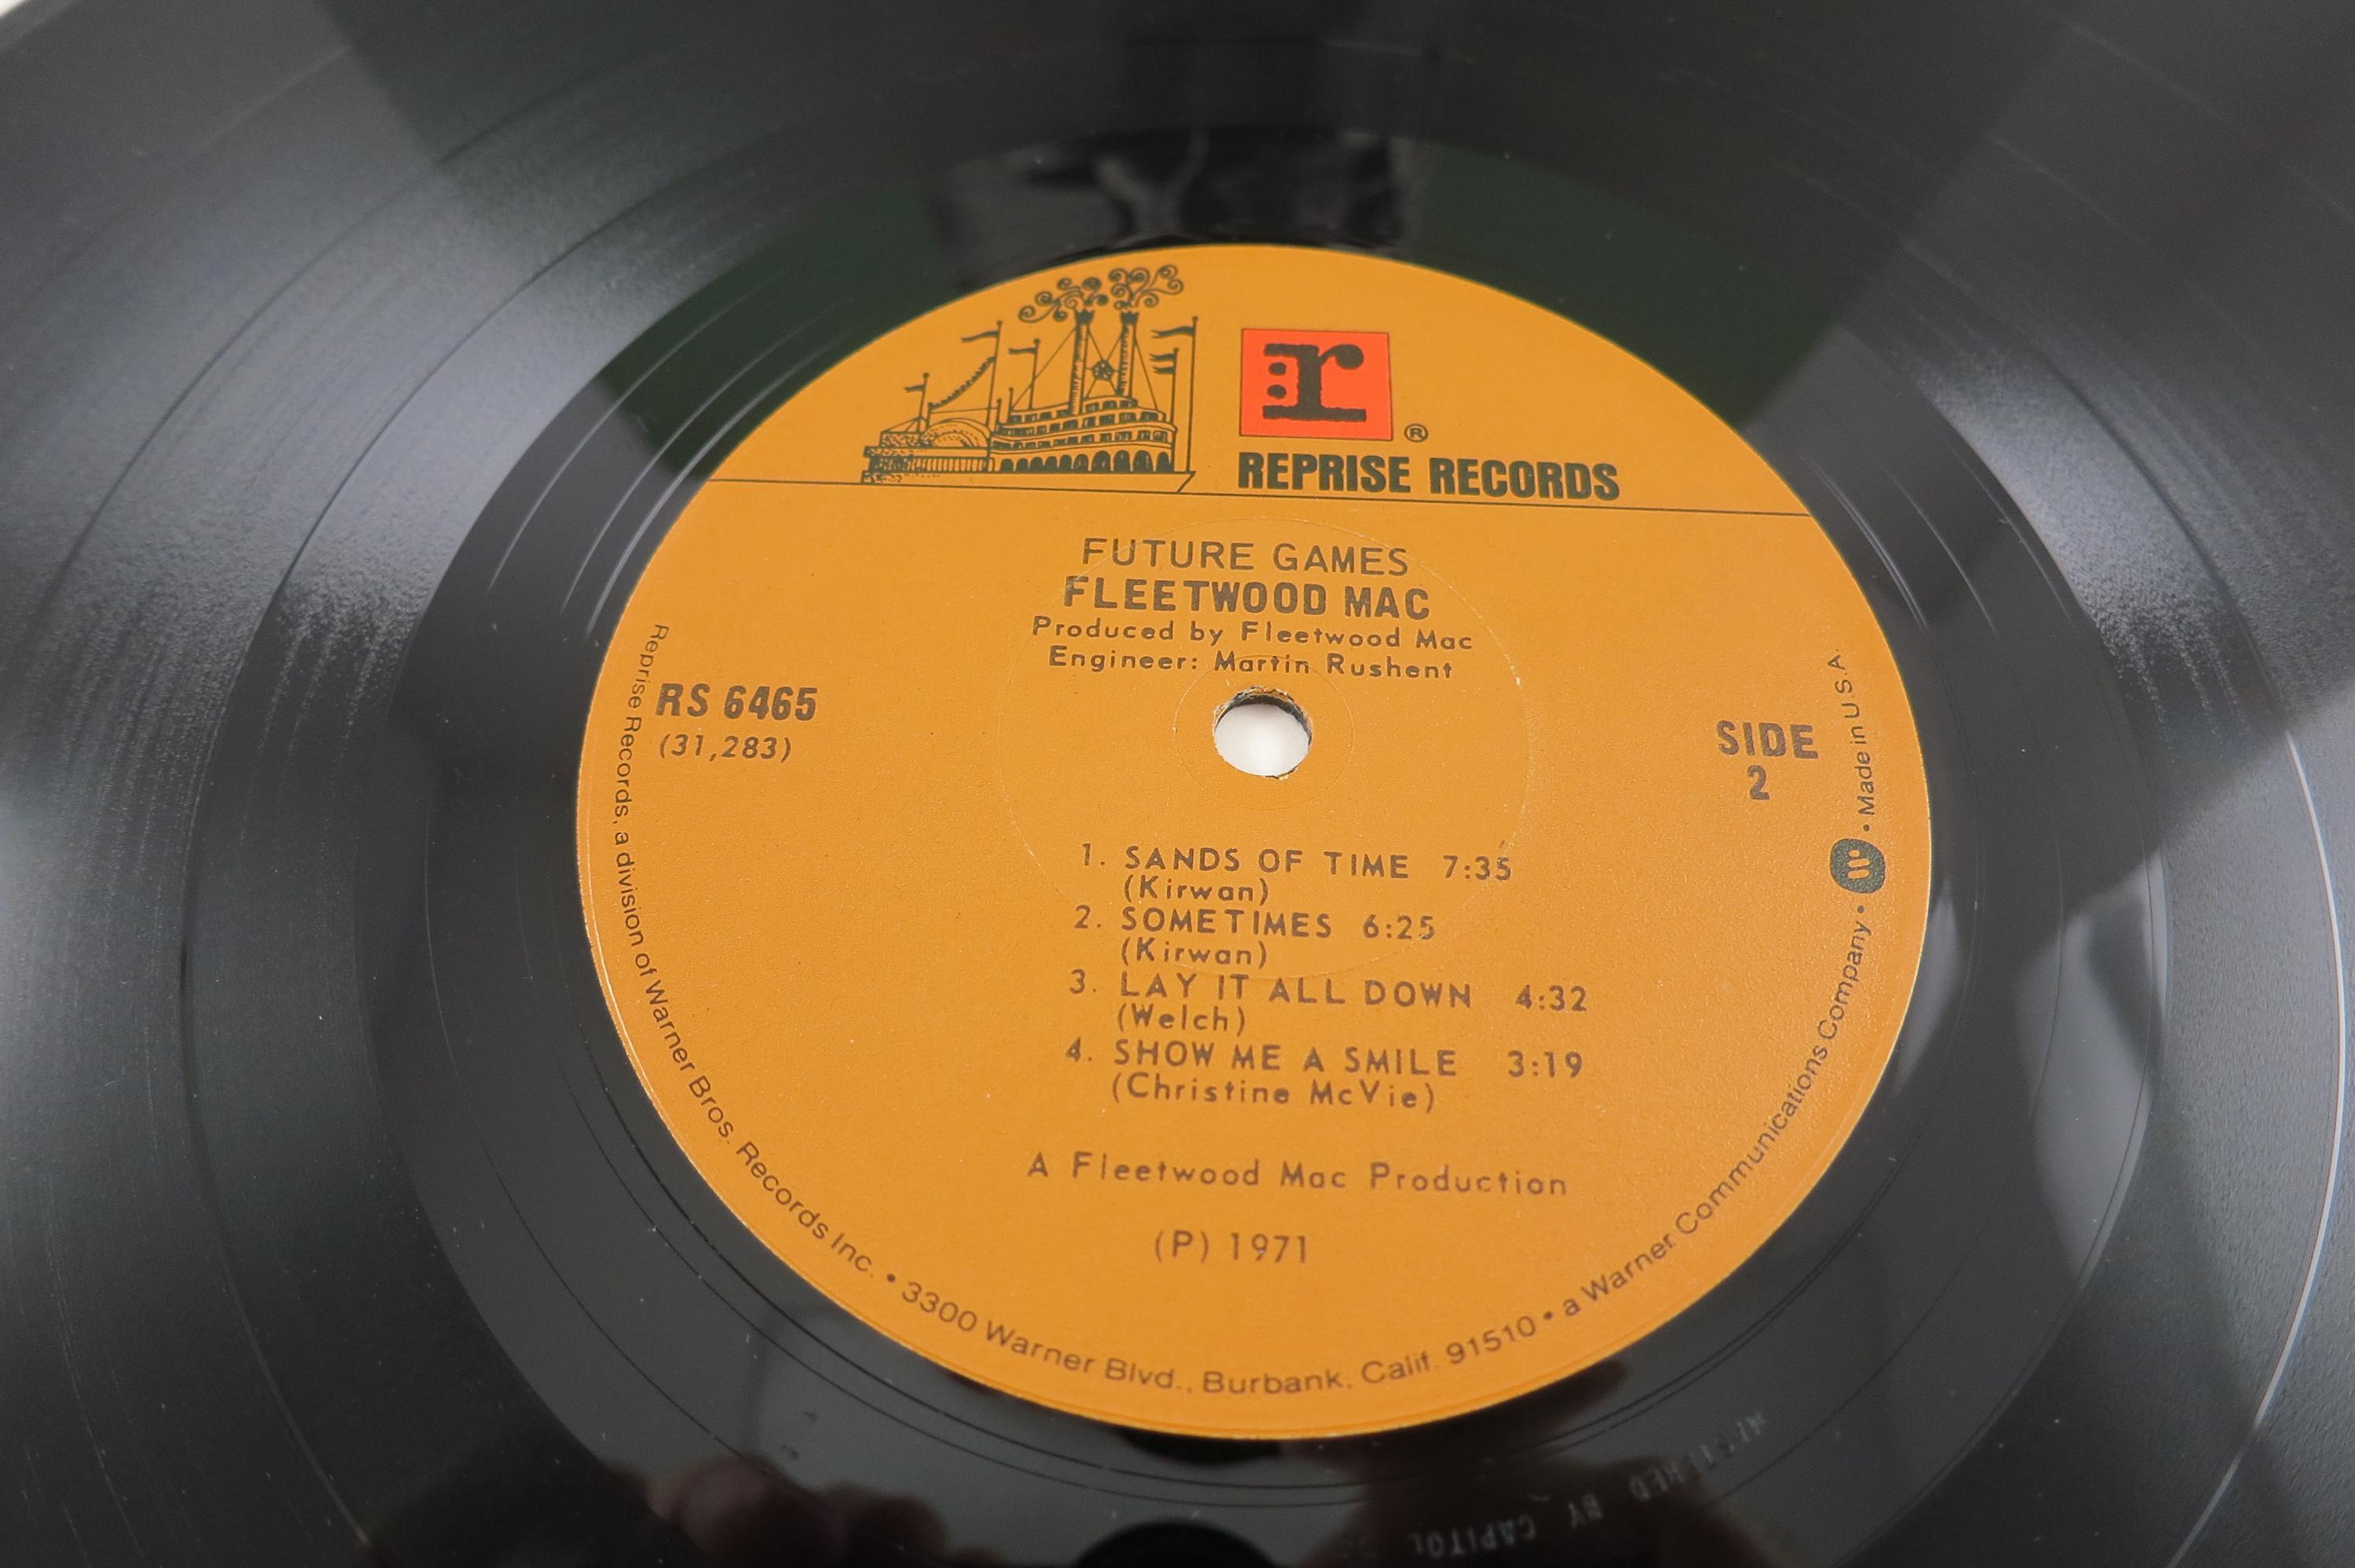 r
®
REPRISE RECORDS
FUTURE GAMES
FLEETWOOD MAC
Produced by Fleetwood Mac
Engineer: Martin Rushent
RS 6465
(31,283)
SIDE
2
1. SANDS OF TIME 7:35
(Kirwan)
2. SOMETIMES 6:25
(Kirwan)
3. LAY IT ALL DOWN 4:32
(Welch)
4. SHOW ME A SMILE 3:19
(Christine McVie)
A Fleetwood Mac Production
(P) 1971
Reprise Records, a division of Warner Bros. Records Inc. • 3300 Warner Blvd., Burbank, Calif. 91510 • a Warner Communications Company • W • Made in U.S.A.
MASTERED BY CAPITOL